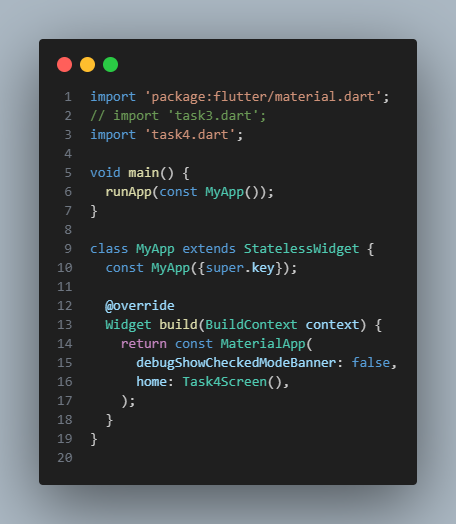 1 import 'package:flutter/material.dart';
2 // import 'task3.dart';
3 import 'task4.dart';
4
5 void main() {
6   runApp(const MyApp());
7 }
8
9 class MyApp extends StatelessWidget {
10   const MyApp({super.key});
11
12   @override
13   Widget build(BuildContext context) {
14     return const MaterialApp(
15       debugShowCheckedModeBanner: false,
16       home: Task4Screen(),
17     );
18   }
19 }
20